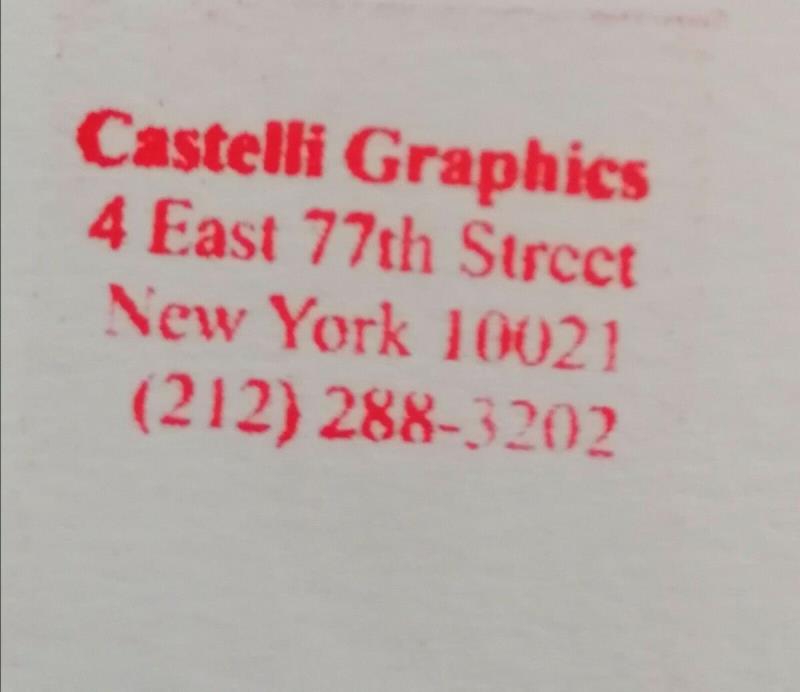 Castelli Graphics
4 East 77th Street
New York 10021
(212) 288-3202